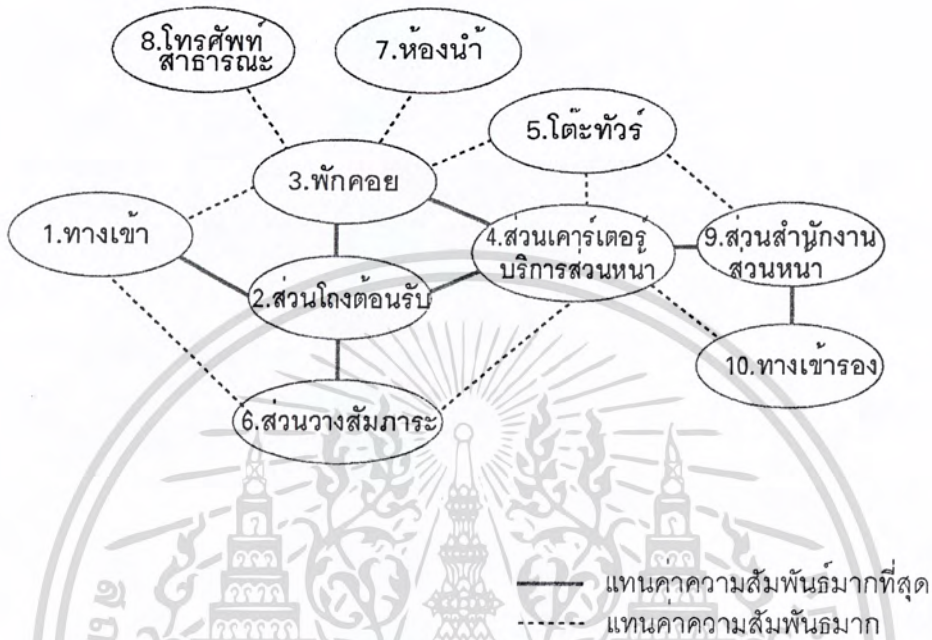 8.โทรศัพท์
สาธารณะ
7.ห้องน้ำ
5.โต๊ะทัวร์
3.พักคอย
1.ทางเข้า
4.ส่วนเคาร์เตอร์
บริการส่วนหน้า
9.ส่วนสำนักงาน
ส่วนหน้า
2.ส่วนโถงต้อนรับ
10.ทางเข้ารอง
6.ส่วนวางสัมภาระ
แทนค่าความสัมพันธ์มากที่สุด
แทนค่าความสัมพันธ์มาก